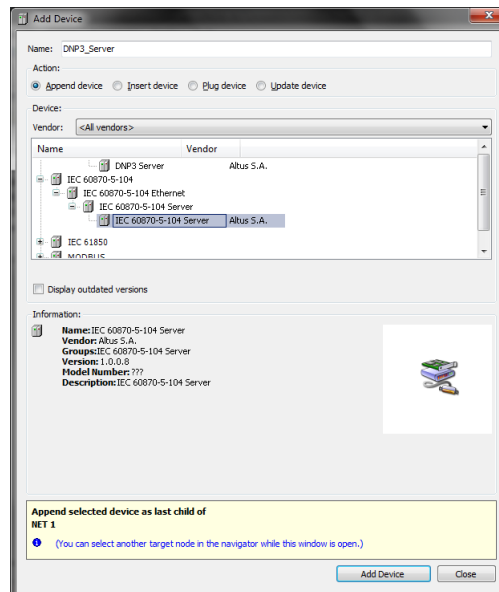 Add Device
Name: DNP3_Server
Action:
Append device Insert device Plug device Update device
Device:
Vendor: <All vendors>
Name Vendor
DNP3 Server Altus S.A.
IEC 60870-5-104
IEC 60870-5-104 Ethernet
IEC 60870-5-104 Server
IEC 60870-5-104 Server Altus S.A.
IEC 61850
MODBUS
Display outdated versions
Information:
Name: IEC 60870-5-104 Server
Vendor: Altus S.A.
Groups: IEC 60870-5-104 Server
Version: 1.0.0.8
Model Number: ???
Description: IEC 60870-5-104 Server
Append selected device as last child of
NET 1
(You can select another target node in the navigator while this window is open.)
Add Device Close